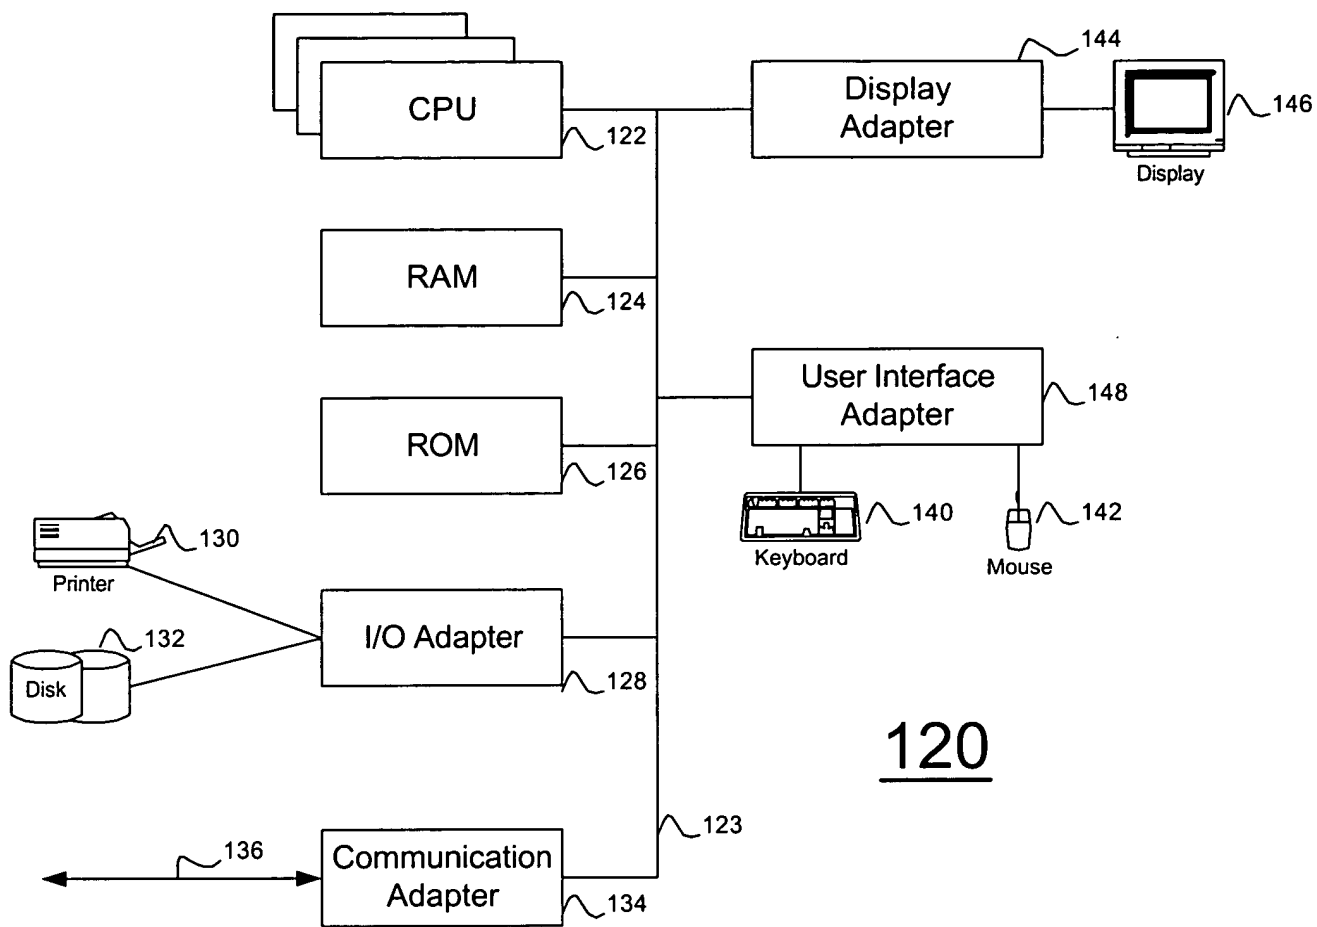 CPU
122
Display
Adapter
144
146
Display
RAM
124
User Interface
Adapter
148
ROM
126
Keyboard
140
Mouse
142
Printer
130
Disk
132
I/O Adapter
128
120
123
136
Communication
Adapter
134